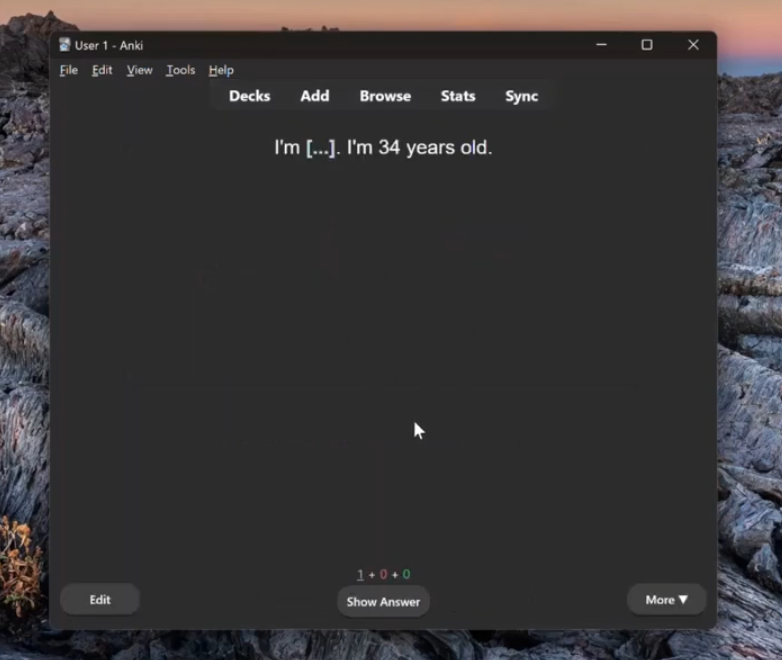 User 1 - Anki
File Edit View Tools Help
Decks Add Browse Stats Sync
I'm [...]. I'm 34 years old.
1 + 0 + 0
Edit Show Answer More ▼